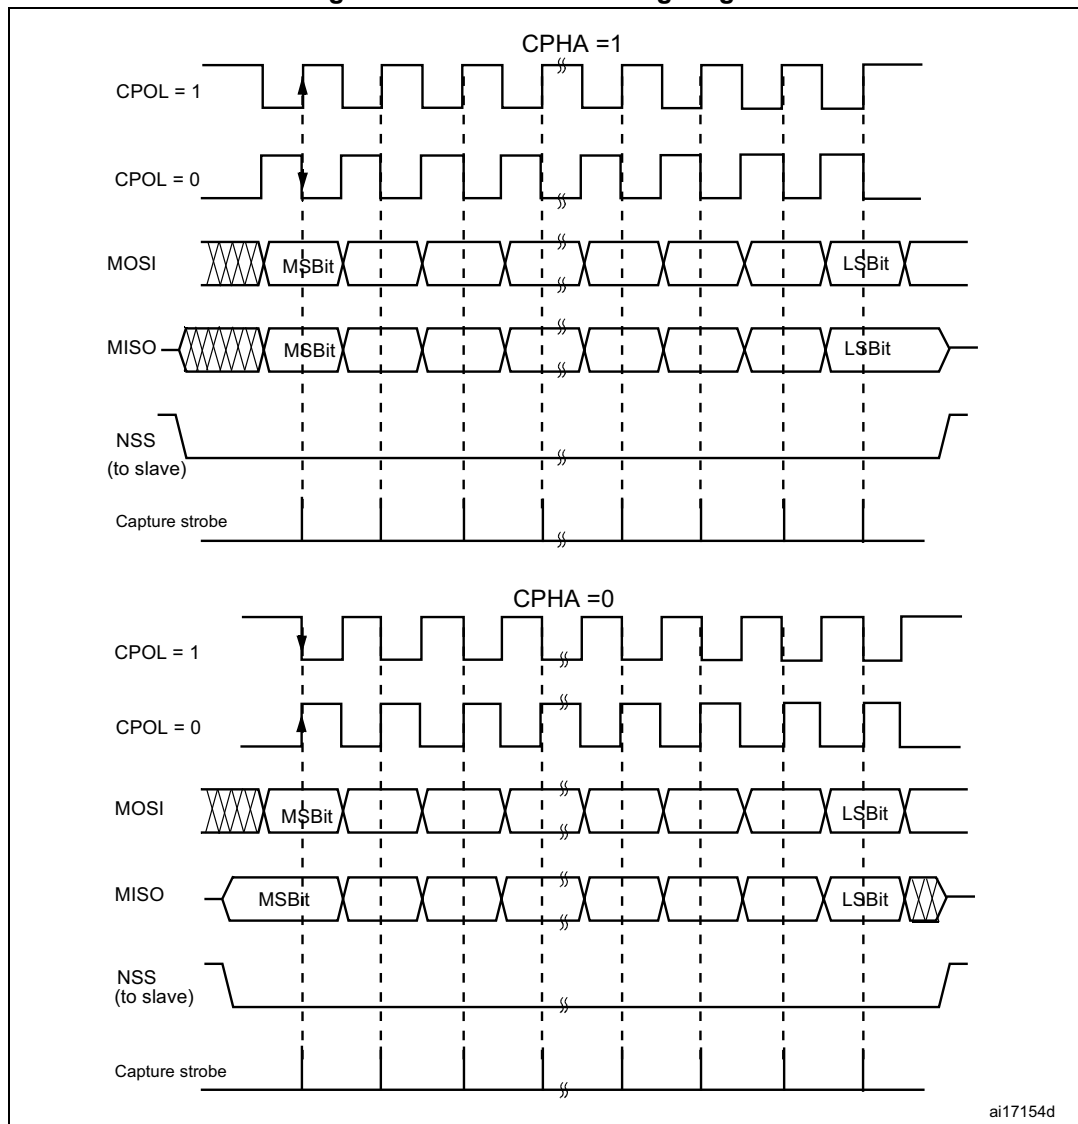 CPHA =1
CPOL = 1
CPOL = 0
MOSI MSBit LSBit
MISO MSBit LSBit
NSS
(to slave)
Capture strobe
CPHA =0
CPOL = 1
CPOL = 0
MOSI MSBit LSBit
MISO MSBit LSBit
NSS
(to slave)
Capture strobe
ai17154d